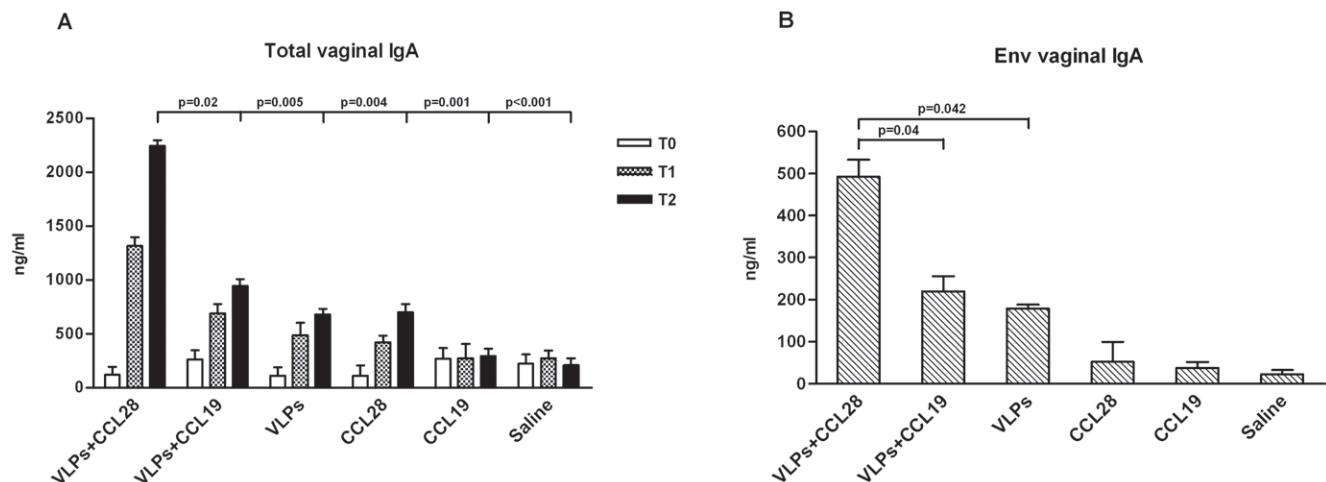 A
Total vaginal IgA
p=0.02 p=0.005 p=0.004 p=0.001 p<0.001
2500
2000
1500
1000
500
0
ng/ml
T0
T1
T2
VLPs+CCL28
VLPs+CCL19
VLPs
CCL28
CCL19
Saline
B
Env vaginal IgA
p=0.042
p=0.04
600
500
400
300
200
100
0
ng/ml
VLPs+CCL28
VLPs+CCL19
VLPs
CCL28
CCL19
Saline